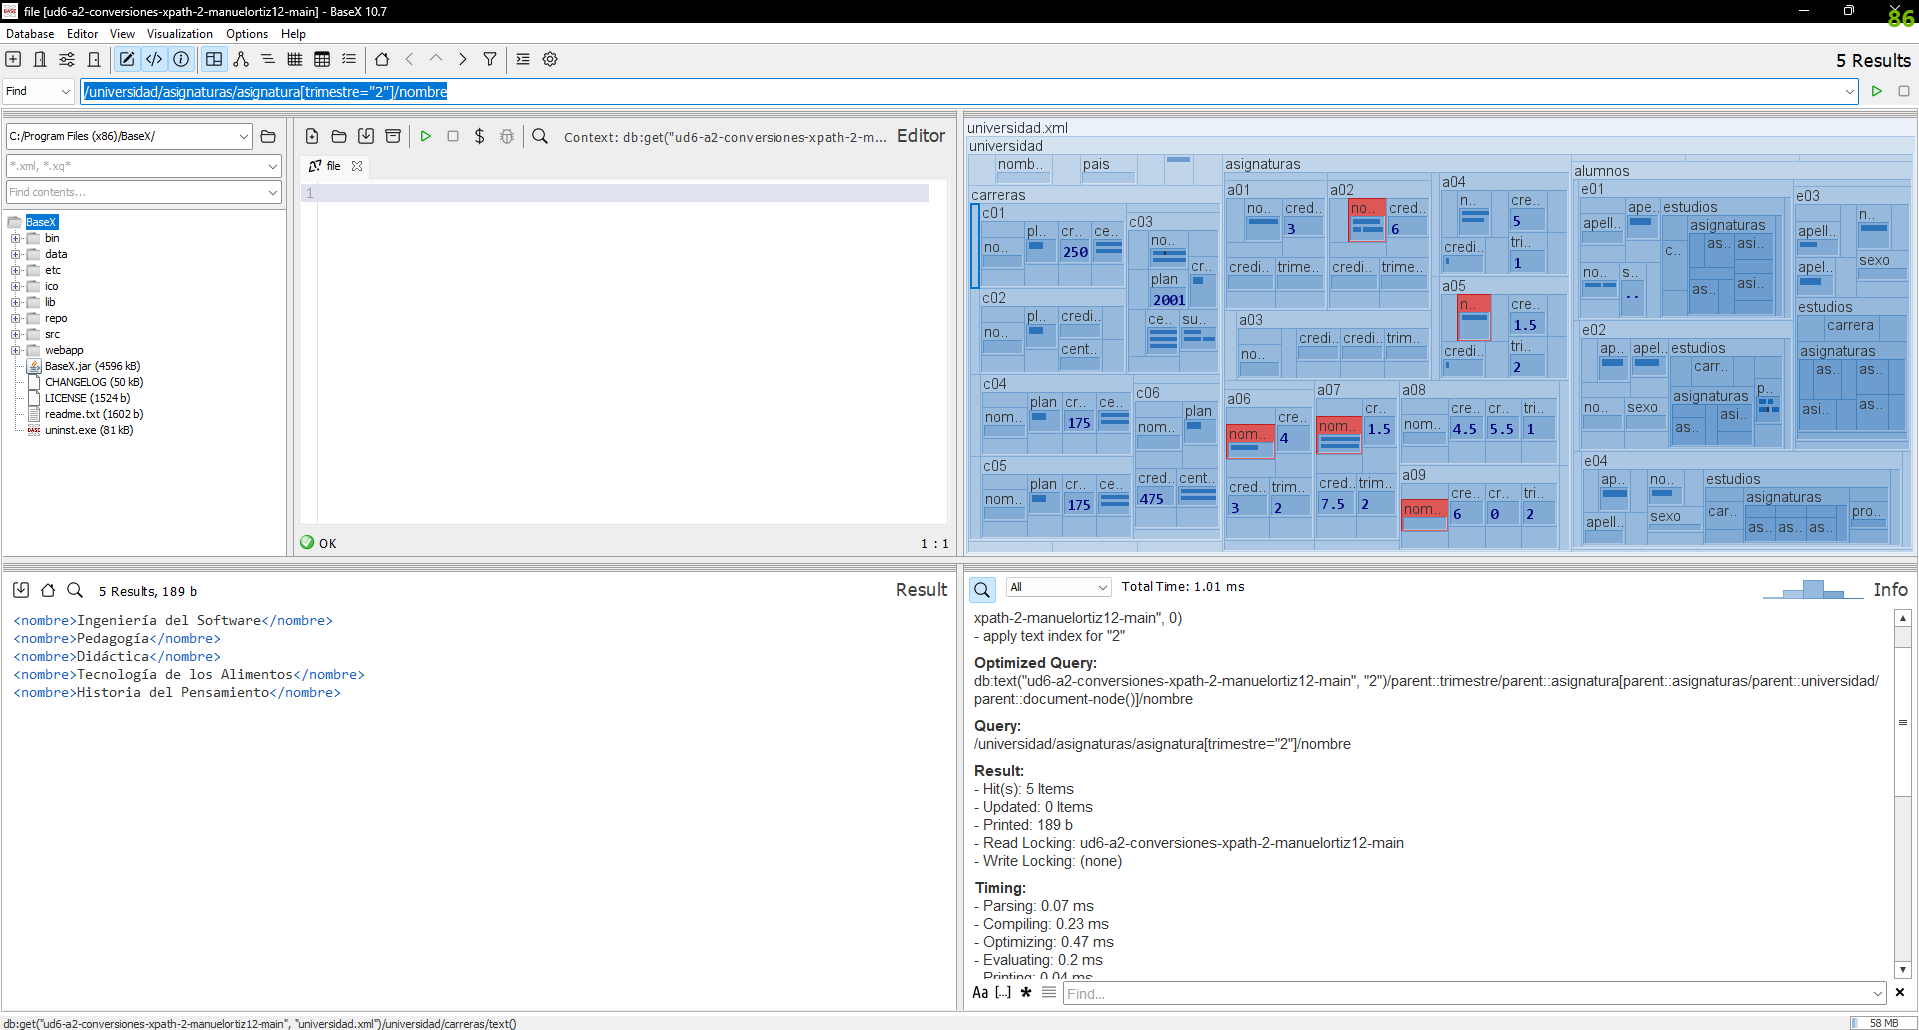 file [ud6-a2-conversiones-xpath-2-manuelortiz12-main] - BaseX 10.7
86
Database Editor View Visualization Options Help
5 Results
Find /universidad/asignaturas/asignatura[trimestre="2"]/nombre
C:/Program Files (x86)/BaseX/
*.xml, *.xq*
Find contents...
BaseX
bin
data
etc
ico
lib
repo
src
webapp
BaseX.jar (4596 kB)
CHANGELOG (50 kB)
LICENSE (1524 b)
readme.txt (1602 b)
uninst.exe (81 kB)
Context: db:get("ud6-a2-conversiones-xpath-2-m... Editor
file
1
OK 1 : 1
universidad.xml
universidad
nomb.. pais
carreras
c01
no.. pl.. cr.. ce..
250
c02
no.. pl.. credi..
cent..
c03
no..
plan cr..
2001
ce.. su..
c04
nom.. plan cr.. ce..
175
c05
nom.. plan cr.. ce..
175
c06
nom.. plan
cred.. cent..
475
asignaturas
a01
no.. cred..
3
credi.. trime..
a02
no.. cred..
6
credi.. trime..
a03
no.. credi.. credi.. trim..
a04
n.. cre..
5
credi.. tri..
1
a05
n.. cre..
1.5
credi.. tri..
2
a06
nom.. cre..
4
cred.. trim..
3 2
a07
nom.. cr..
1.5
cred.. trim..
7.5 2
a08
nom.. cre.. cre.. tri..
4.5 5.5 1
a09
nom.. cre.. cr.. tri..
6 0 2
alumnos
e01
apell.. ape.. estudios
asignaturas
c.. as.. asi..
no.. s.. as.. asi..
e02
ap.. apel.. estudios
carr..
asignaturas p..
no.. sexo as.. asi..
e03
apell.. n..
apel.. sexo
estudios
carrera
asignaturas
as.. as..
asi.. as..
e04
ap.. no.. estudios
asignaturas
apell.. sexo car.. as.. as.. as.. pro..
5 Results, 189 b Result
<nombre>Ingeniería del Software</nombre>
<nombre>Pedagogía</nombre>
<nombre>Didáctica</nombre>
<nombre>Tecnología de los Alimentos</nombre>
<nombre>Historia del Pensamiento</nombre>
All Total Time: 1.01 ms Info
xpath-2-manuelortiz12-main", 0)
- apply text index for "2"
Optimized Query:
db:text("ud6-a2-conversiones-xpath-2-manuelortiz12-main", "2")/parent::trimestre/parent::asignatura[parent::asignaturas/parent::universidad/
parent::document-node()]/nombre
Query:
/universidad/asignaturas/asignatura[trimestre="2"]/nombre
Result:
- Hit(s): 5 Items
- Updated: 0 Items
- Printed: 189 b
- Read Locking: ud6-a2-conversiones-xpath-2-manuelortiz12-main
- Write Locking: (none)
Timing:
- Parsing: 0.07 ms
- Compiling: 0.23 ms
- Optimizing: 0.47 ms
- Evaluating: 0.2 ms
- Printing: 0.04 ms
Aa [...] * Find...
db:get("ud6-a2-conversiones-xpath-2-manuelortiz12-main", "universidad.xml")/universidad/carreras/text() 58 MB